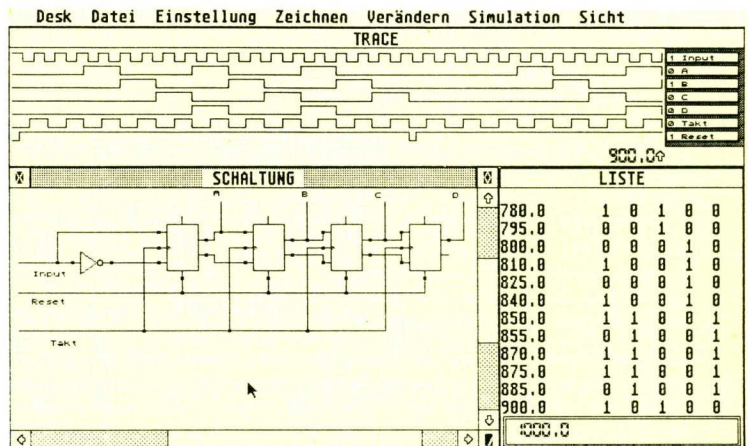 Desk Datei Einstellung Zeichnen Verändern Simulation Sicht
TRACE
1 Input
0 A
1 B
0 C
0 D
0 Takt
1 Reset
900.0
SCHALTUNG
LISTE
A B C D
Input
Reset
Takt
780.0 1 0 1 0 0
795.0 0 0 1 0 0
800.0 0 0 0 1 0
810.0 1 0 0 1 0
825.0 0 0 0 1 0
840.0 1 0 0 1 0
850.0 1 1 0 0 1
855.0 0 1 0 0 1
870.0 1 1 0 0 1
875.0 1 1 0 0 1
885.0 0 1 0 0 1
900.0 1 0 1 0 0
1000.0